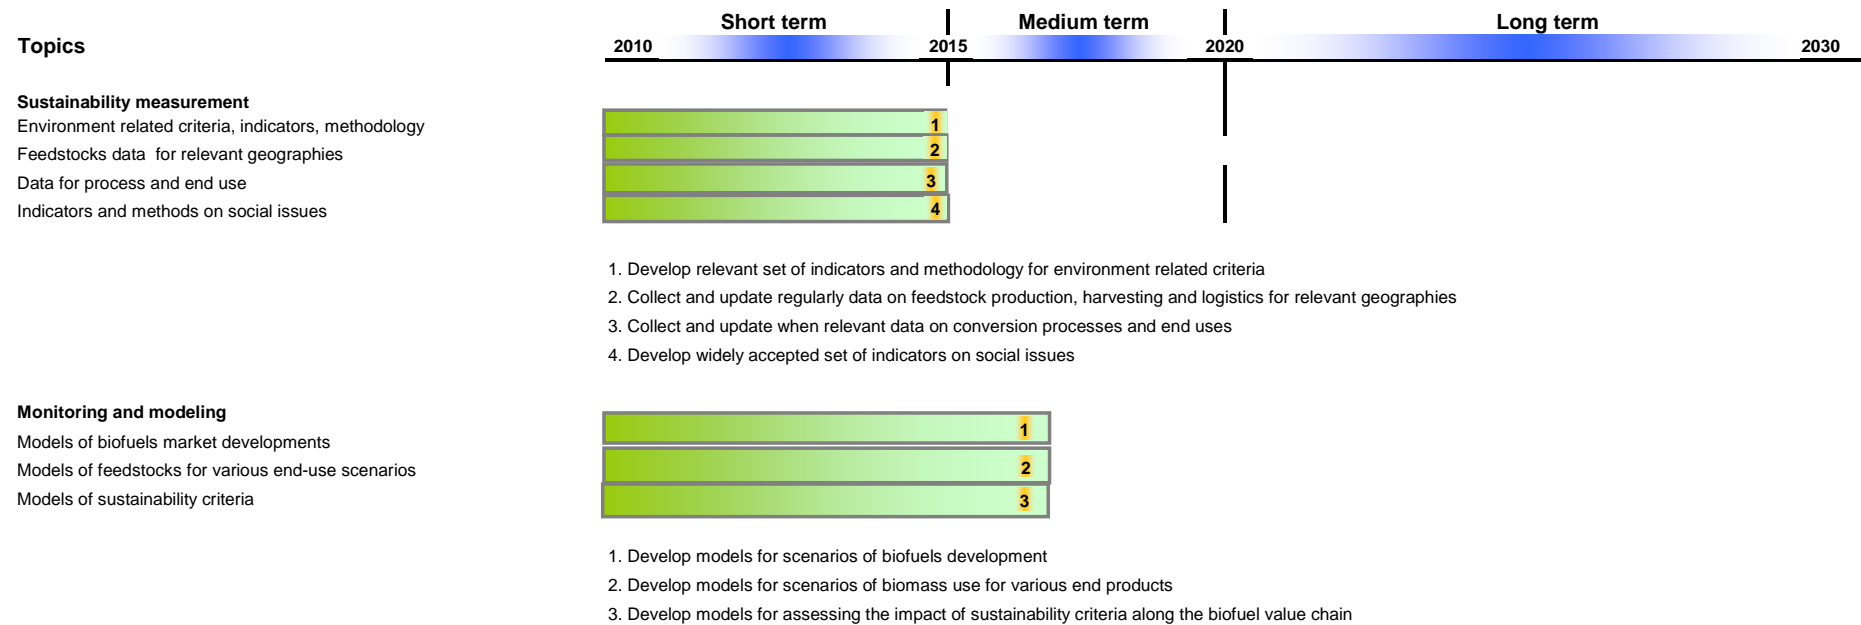 Short term Medium term Long term
Topics 2010 2015 2020 2030
Sustainability measurement
Environment related criteria, indicators, methodology 1
Feedstocks data for relevant geographies 2
Data for process and end use 3
Indicators and methods on social issues 4
1. Develop relevant set of indicators and methodology for environment related criteria
2. Collect and update regularly data on feedstock production, harvesting and logistics for relevant geographies
3. Collect and update when relevant data on conversion processes and end uses
4. Develop widely accepted set of indicators on social issues
Monitoring and modeling
Models of biofuels market developments 1
Models of feedstocks for various end-use scenarios 2
Models of sustainability criteria 3
1. Develop models for scenarios of biofuels development
2. Develop models for scenarios of biomass use for various end products
3. Develop models for assessing the impact of sustainability criteria along the biofuel value chain